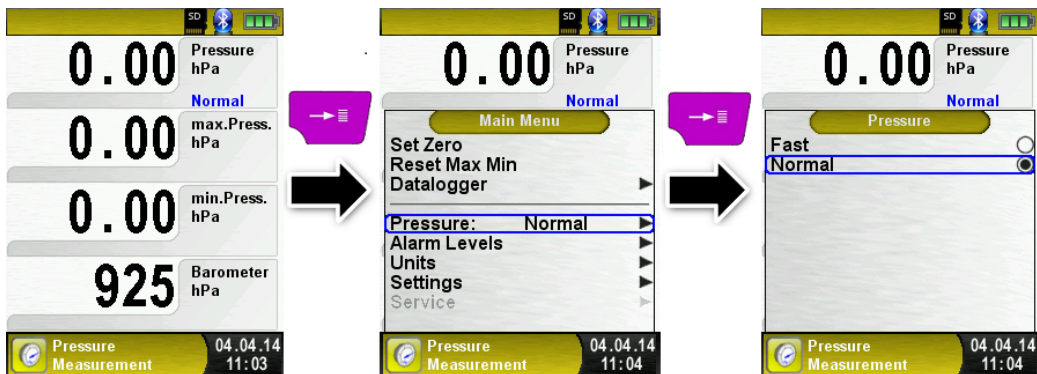 SD
0.00 Pressure
hPa
Normal
0.00 max.Press.
hPa
0.00 min.Press.
hPa
925 Barometer
hPa
Pressure 04.04.14
Measurement 11:03
SD
0.00 Pressure
hPa
Normal
Main Menu
Set Zero
Reset Max Min
Datalogger
Pressure: Normal
Alarm Levels
Units
Settings
Service
Pressure 04.04.14
Measurement 11:04
SD
0.00 Pressure
hPa
Normal
Pressure
Fast
Normal
Pressure 04.04.14
Measurement 11:04